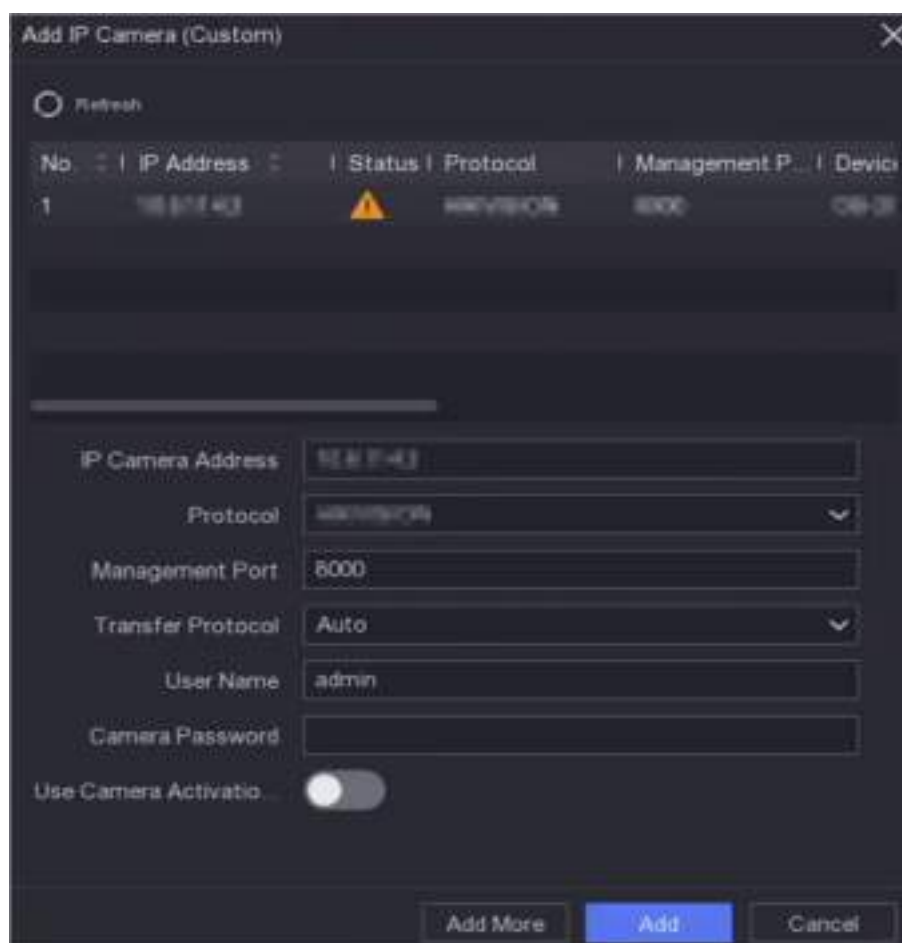 Add IP Camera (Custom)
Refresh
No. IP Address Status Protocol Management P... Device
1
IP Camera Address
Protocol
Management Port 8000
Transfer Protocol Auto
User Name admin
Camera Password
Use Camera Activatio...
Add More Add Cancel